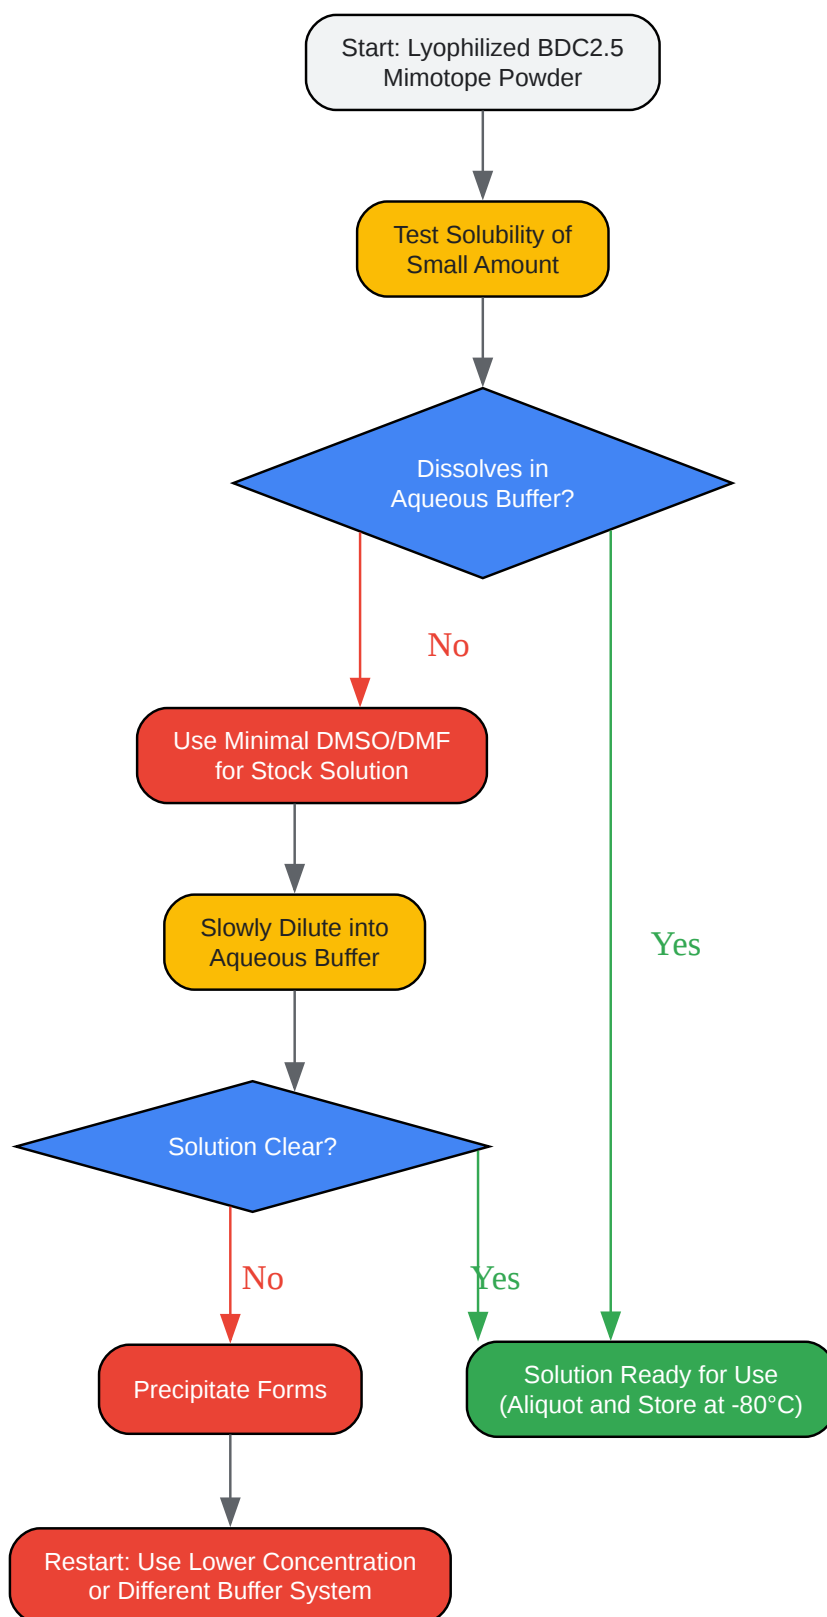 Start: Lyophilized BDC2.5
Mimotope Powder
Test Solubility of
Small Amount
Dissolves in
Aqueous Buffer?
No
Use Minimal DMSO/DMF
for Stock Solution
Slowly Dilute into
Aqueous Buffer
Yes
Solution Clear?
No
Yes
Precipitate Forms
Solution Ready for Use
(Aliquot and Store at -80°C)
Restart: Use Lower Concentration
or Different Buffer System